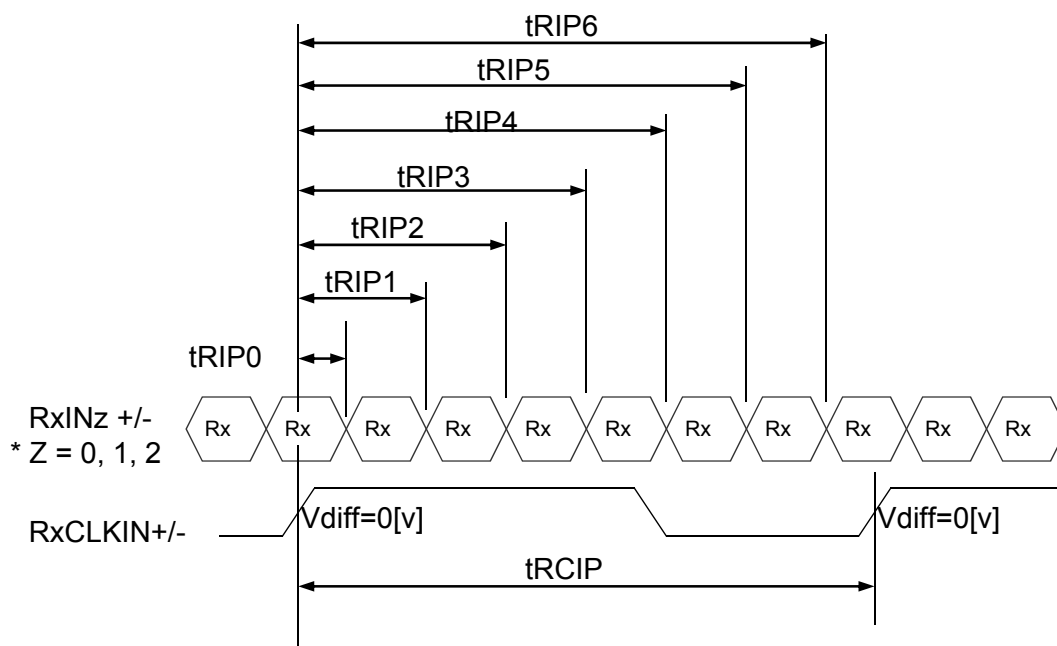 tRIP6
tRIP5
tRIP4
tRIP3
tRIP2
tRIP1
tRIP0
RxINz +/-
* Z = 0, 1, 2
Rx Rx Rx Rx Rx Rx Rx Rx Rx Rx Rx
RxCLKIN+/-
Vdiff=0[v] Vdiff=0[v]
tRCIP